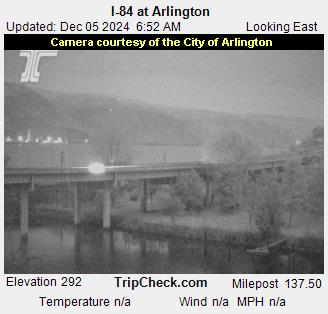 I-84 at Arlington
Updated: Dec 05 2024 6:52 AM Looking East
Camera courtesy of the City of Arlington
Elevation 292 TripCheck.com Milepost 137.50
Temperature n/a Wind n/a MPH n/a